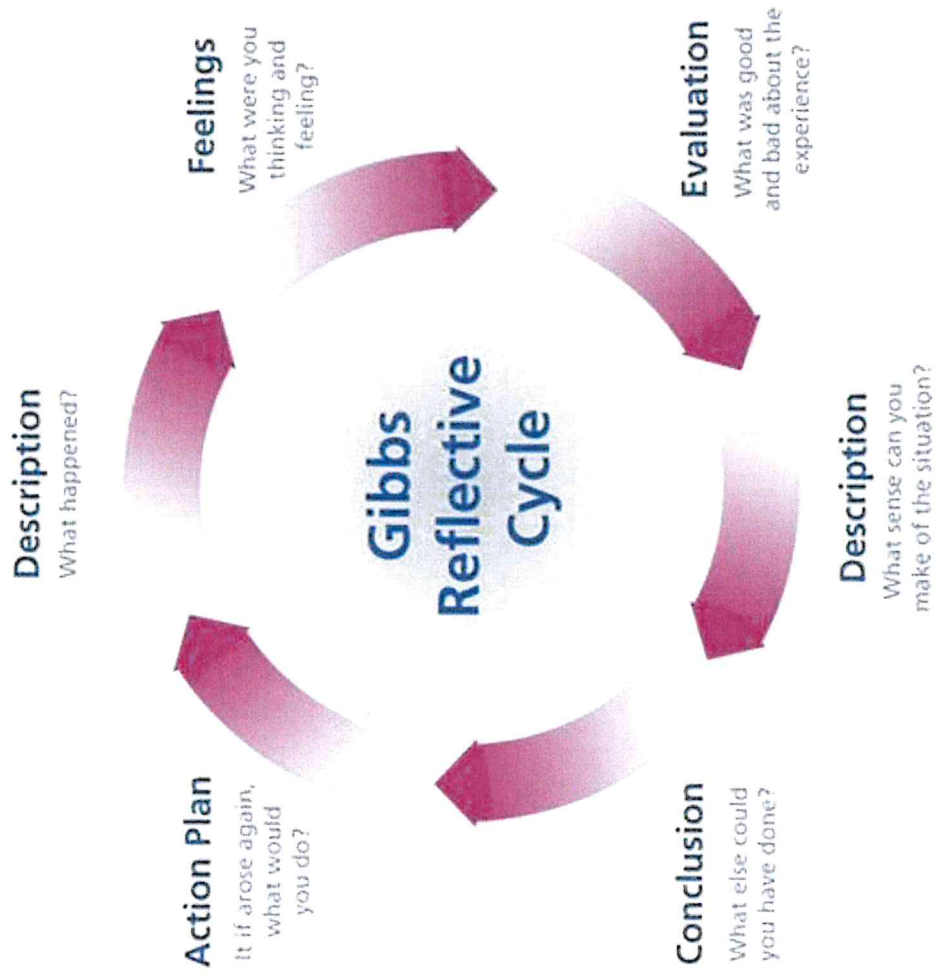 Description
What happened?
Feelings
What were you
thinking and
feeling?
Evaluation
What was good
and bad about the
experience?
Description
What sense can you
make of the situation?
Conclusion
What else could
you have done?
Action Plan
It if arose again,
what would
you do?
Gibbs
Reflective
Cycle